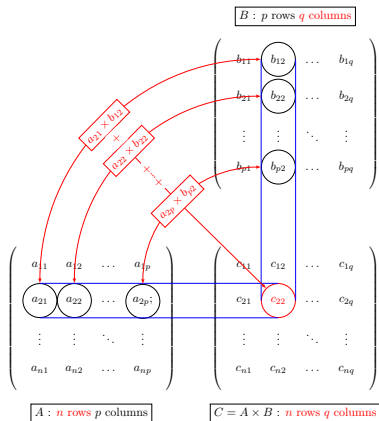 B : p rows q columns
b11 b12 … b1q
b21 b22 … b2q
⋮ ⋮ ⋱ ⋮
bp1 bp2 … bpq
a21 × b12
+
a22 × b22
+ ··· +
a2p × bp2
a11 a12 … a1p
a21 a22 … a2p;
⋮ ⋮ ⋱ ⋮
an1 an2 … anp
c11 c12 … c1q
c21 c22 … c2q
⋮ ⋮ ⋱ ⋮
cn1 cn2 … cnq
A : n rows p columns
C = A × B : n rows q columns